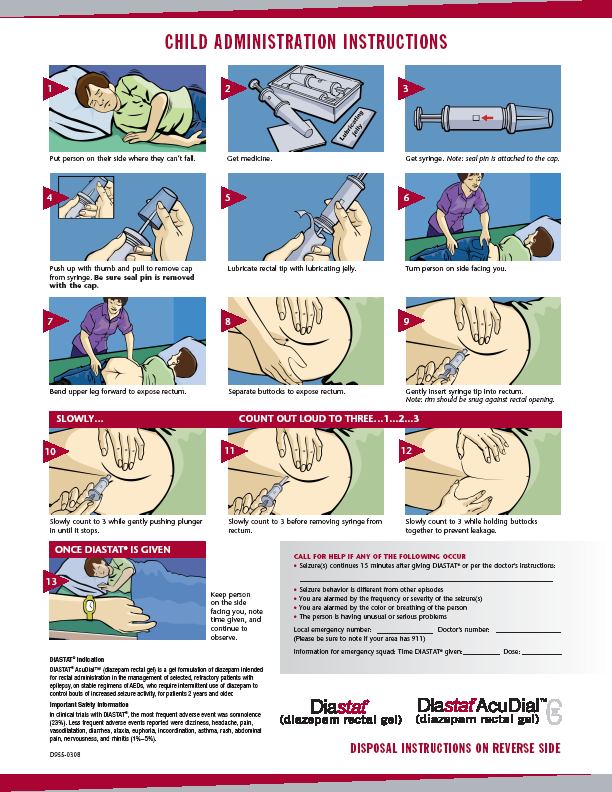 CHILD ADMINISTRATION INSTRUCTIONS
1
Put person on their side where they can't fall.
2
Lubricating
Jelly
Get medicine.
3
Get syringe. Note: seal pin is attached to the cap.
4
Push up with thumb and pull to remove cap
from syringe. Be sure seal pin is removed
with the cap.
5
Lubricate rectal tip with lubricating jelly.
6
Turn person on side facing you.
7
Bend upper leg forward to expose rectum.
8
Separate buttocks to expose rectum.
9
Gently insert syringe tip into rectum.
Note: rim should be snug against rectal opening.
SLOWLY... COUNT OUT LOUD TO THREE...1...2...3
10
Slowly count to 3 while gently pushing plunger
in until it stops.
11
Slowly count to 3 before removing syringe from
rectum.
12
Slowly count to 3 while holding buttocks
together to prevent leakage.
ONCE DIASTAT® IS GIVEN
13
Keep person
on the side
facing you, note
time given, and
continue to
observe.
CALL FOR HELP IF ANY OF THE FOLLOWING OCCUR
• Seizure(s) continues 15 minutes after giving DIASTAT® or per the doctor's instructions:
• Seizure behavior is different from other episodes
• You are alarmed by the frequency or severity of the seizure(s)
• You are alarmed by the color or breathing of the person
• The person is having unusual or serious problems
Local emergency number: Doctor's number:
(Please be sure to note if your area has 911)
Information for emergency squad: Time DIASTAT® given: Dose:
DIASTAT® Indication
DIASTAT® AcuDial™ (diazepam rectal gel) is a gel formulation of diazepam intended
for rectal administration in the management of selected, refractory patients with
epilepsy, on stable regimens of AEDs, who require intermittent use of diazepam to
control bouts of increased seizure activity, for patients 2 years and older.
Important Safety Information
In clinical trials with DIASTAT®, the most frequent adverse event was somnolence
(23%). Less frequent adverse events reported were dizziness, headache, pain,
vasodilatation, diarrhea, ataxia, euphoria, incoordination, asthma, rash, abdominal
pain, nervousness, and rhinitis (1%–5%).
D955-0308
Diastat®
(diazepam rectal gel)
DiastatAcuDial™
(diazepam rectal gel)
DISPOSAL INSTRUCTIONS ON REVERSE SIDE